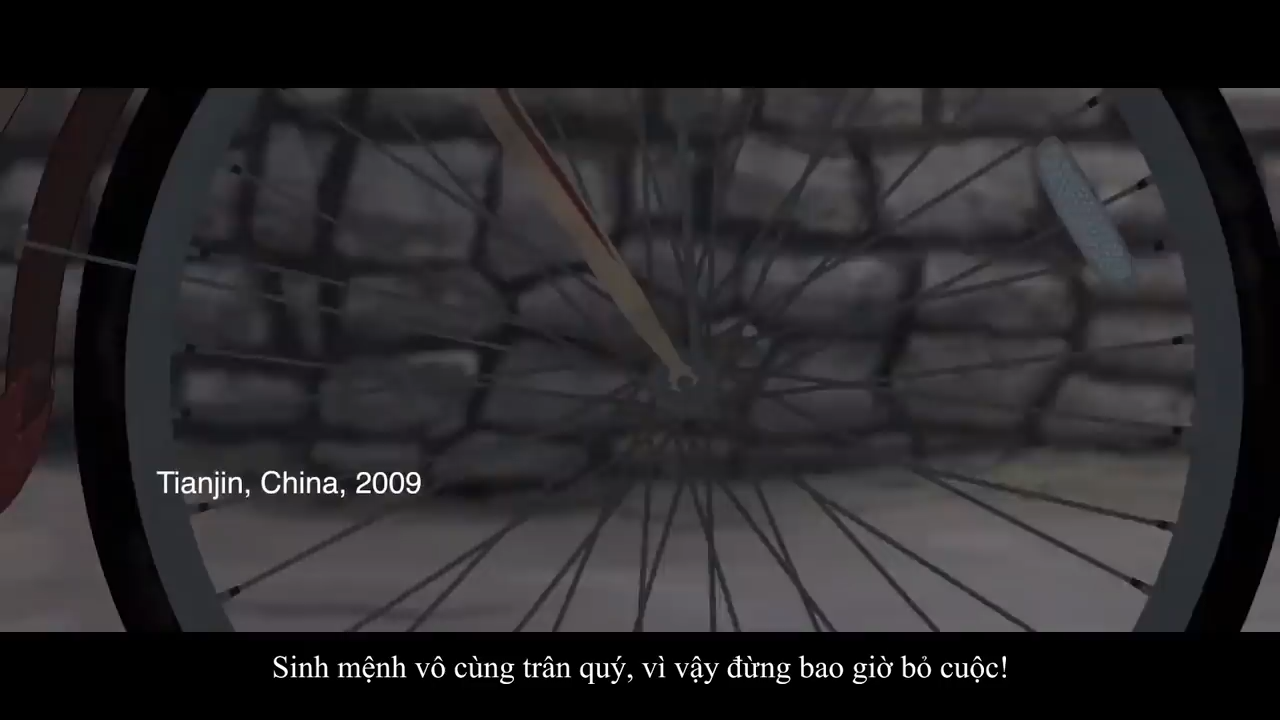 Tianjin, China, 2009
Sinh mệnh vô cùng trân quý, vì vậy đừng bao giờ bỏ cuộc!